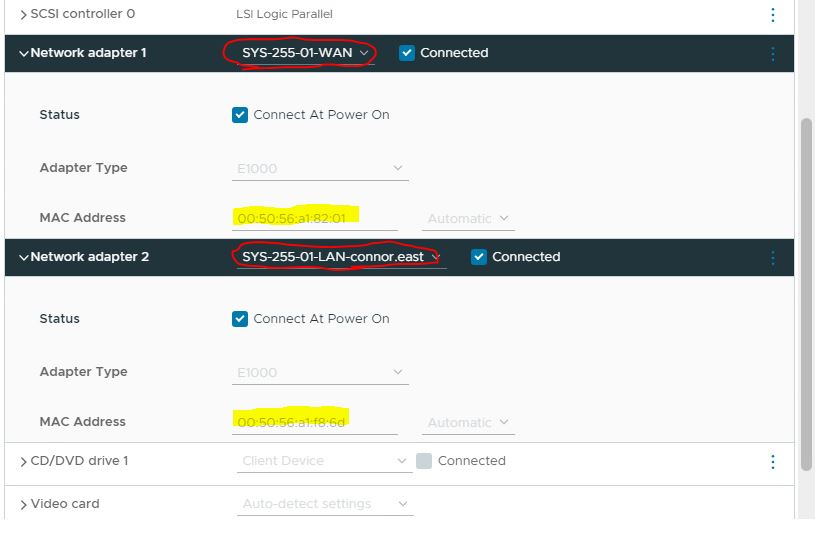 SCSI controller 0 LSI Logic Parallel
Network adapter 1 SYS-255-01-WAN Connected
Status Connect At Power On
Adapter Type E1000
MAC Address 00:50:56:a1:82:01 Automatic
Network adapter 2 SYS-255-01-LAN-connor.east Connected
Status Connect At Power On
Adapter Type E1000
MAC Address 00:50:56:a1:f8:6d Automatic
CD/DVD drive 1 Client Device Connected
Video card Auto-detect settings